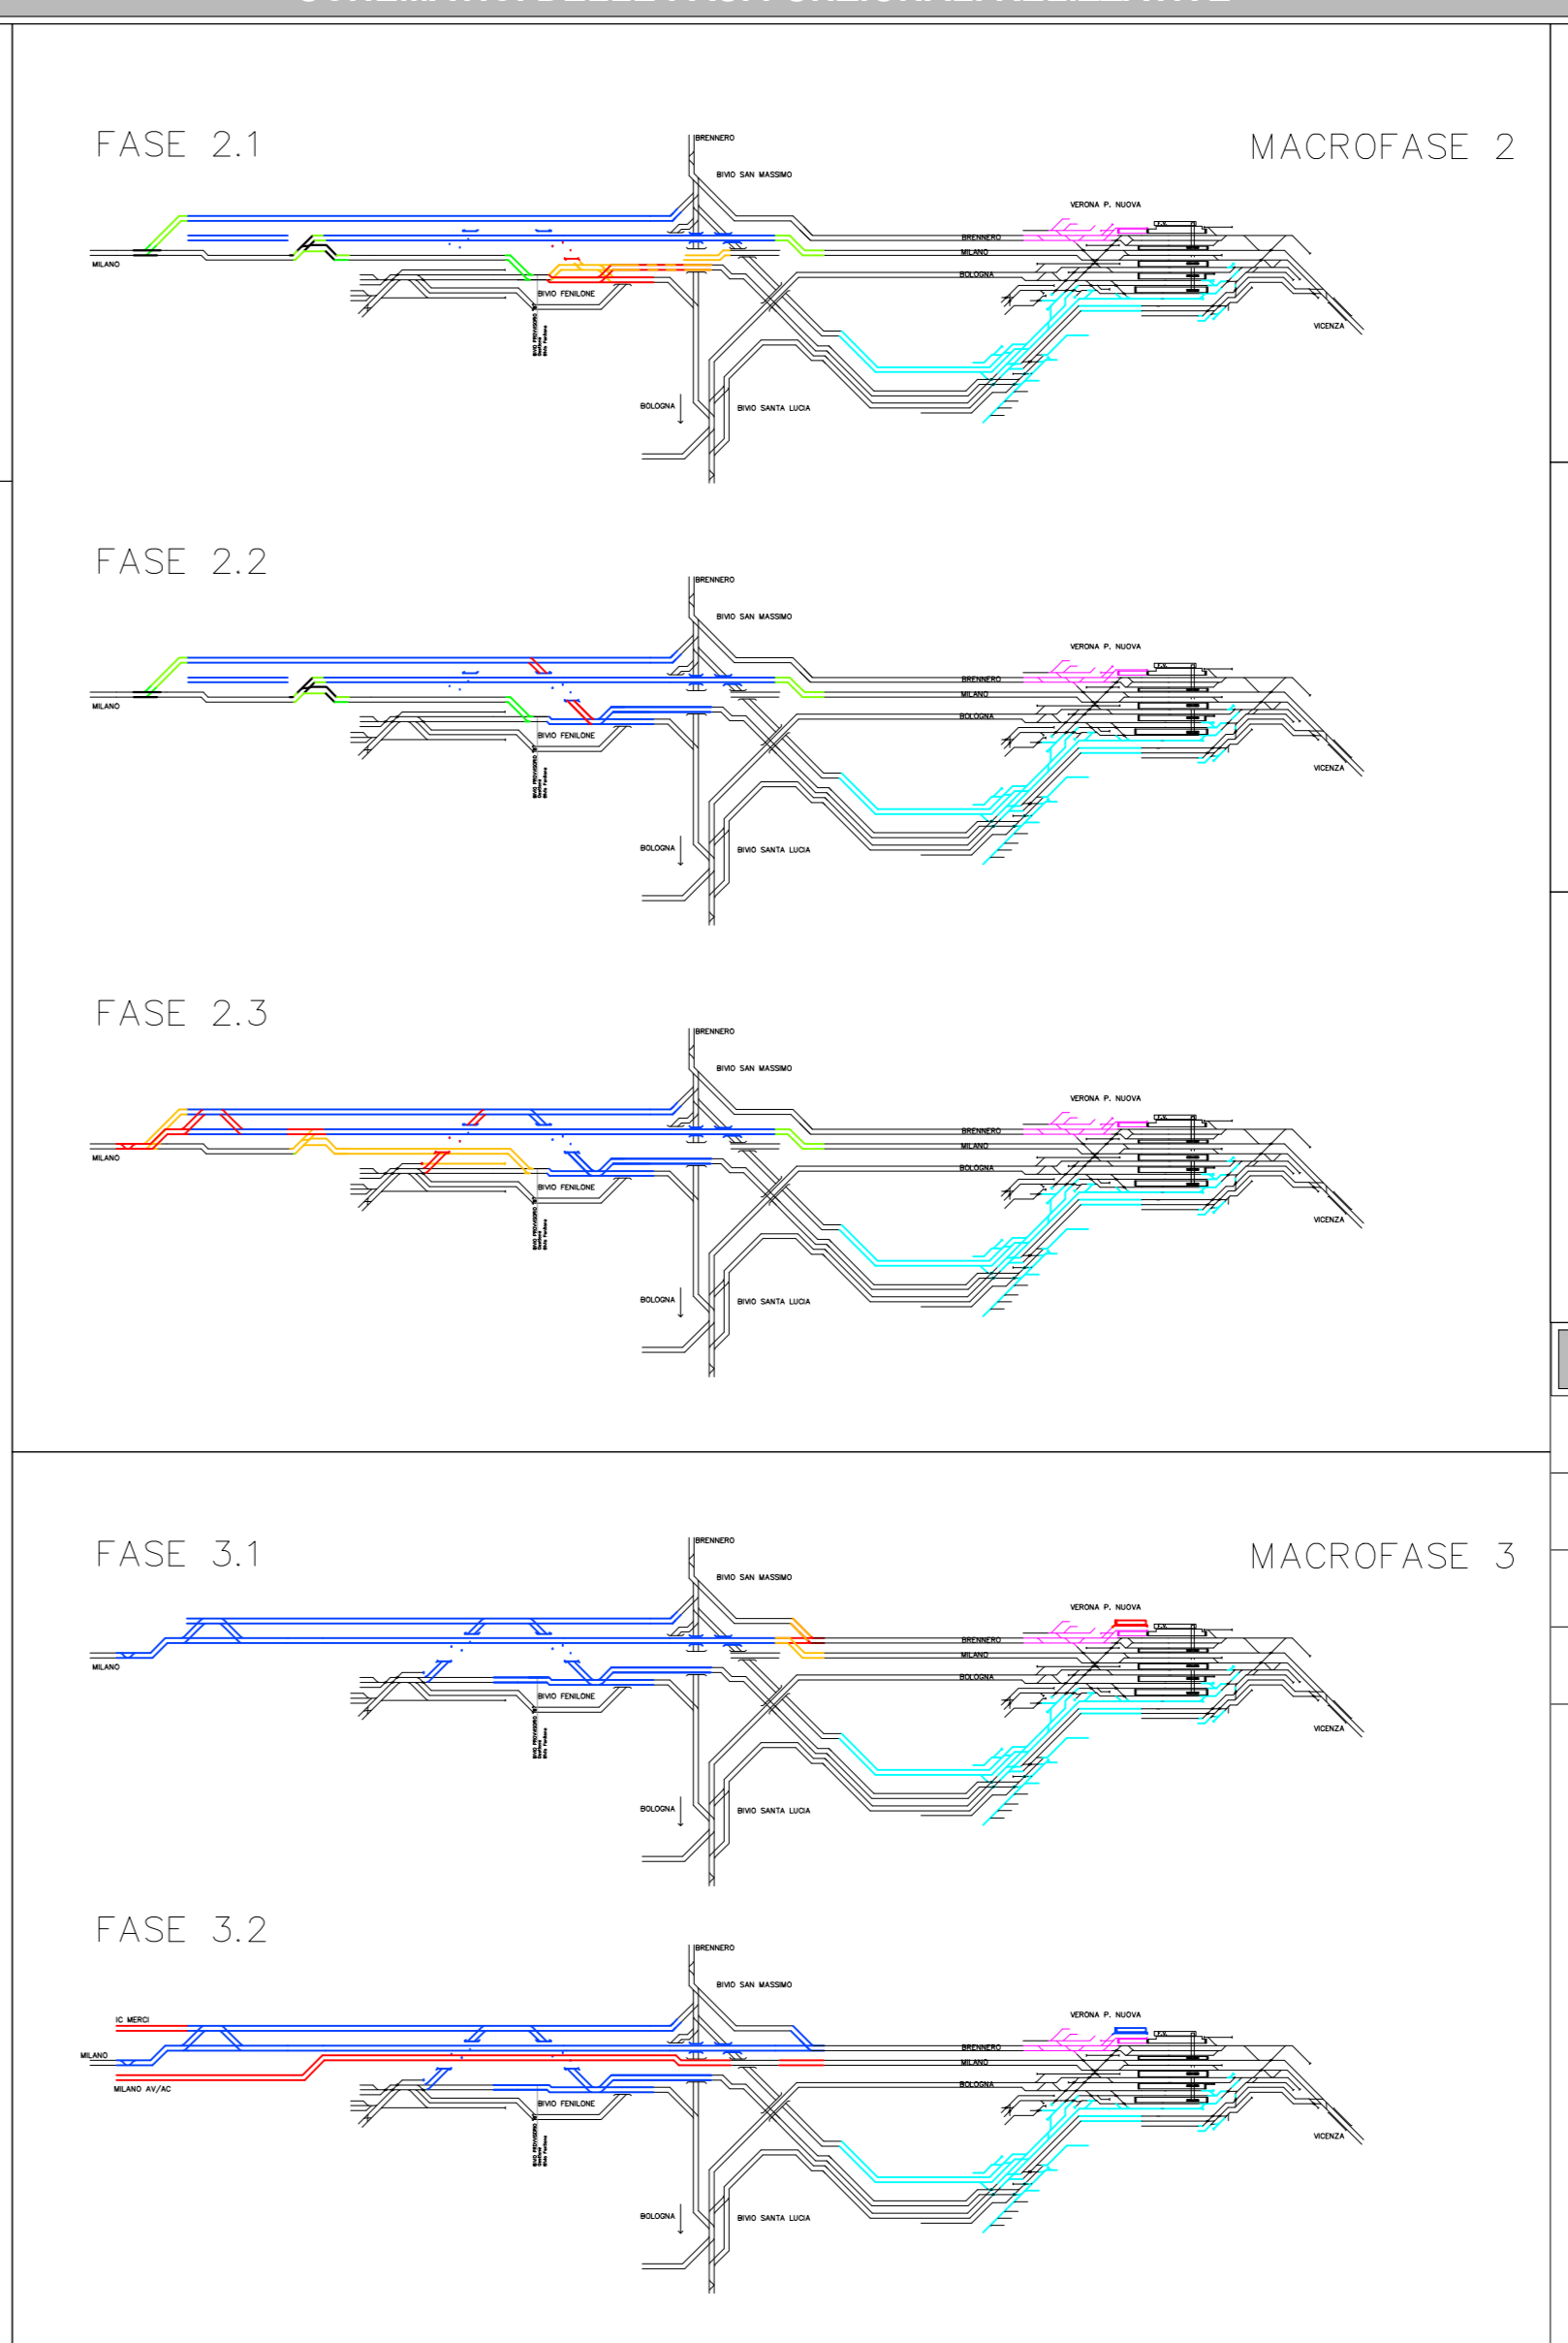 FASE 2.1
MACROFASE 2
BRENNERO
BIVIO SAN MASSIMO
VERONA P. NUOVA
BRENNERO
MILANO
MILANO
BOLOGNA
BIVIO FENILONE
VICENZA
BOLOGNA
BIVIO SANTA LUCIA
FASE 2.2
BRENNERO
BIVIO SAN MASSIMO
VERONA P. NUOVA
BRENNERO
MILANO
MILANO
BOLOGNA
BIVIO FENILONE
VICENZA
BOLOGNA
BIVIO SANTA LUCIA
FASE 2.3
BRENNERO
BIVIO SAN MASSIMO
VERONA P. NUOVA
BRENNERO
MILANO
MILANO
BOLOGNA
BIVIO FENILONE
VICENZA
BOLOGNA
BIVIO SANTA LUCIA
FASE 3.1
MACROFASE 3
BRENNERO
BIVIO SAN MASSIMO
VERONA P. NUOVA
BRENNERO
MILANO
MILANO
BOLOGNA
BIVIO FENILONE
VICENZA
BOLOGNA
BIVIO SANTA LUCIA
FASE 3.2
BRENNERO
BIVIO SAN MASSIMO
VERONA P. NUOVA
IC MERCI
BRENNERO
MILANO
MILANO
BOLOGNA
MILANO AV/AC
BIVIO FENILONE
VICENZA
BOLOGNA
BIVIO SANTA LUCIA